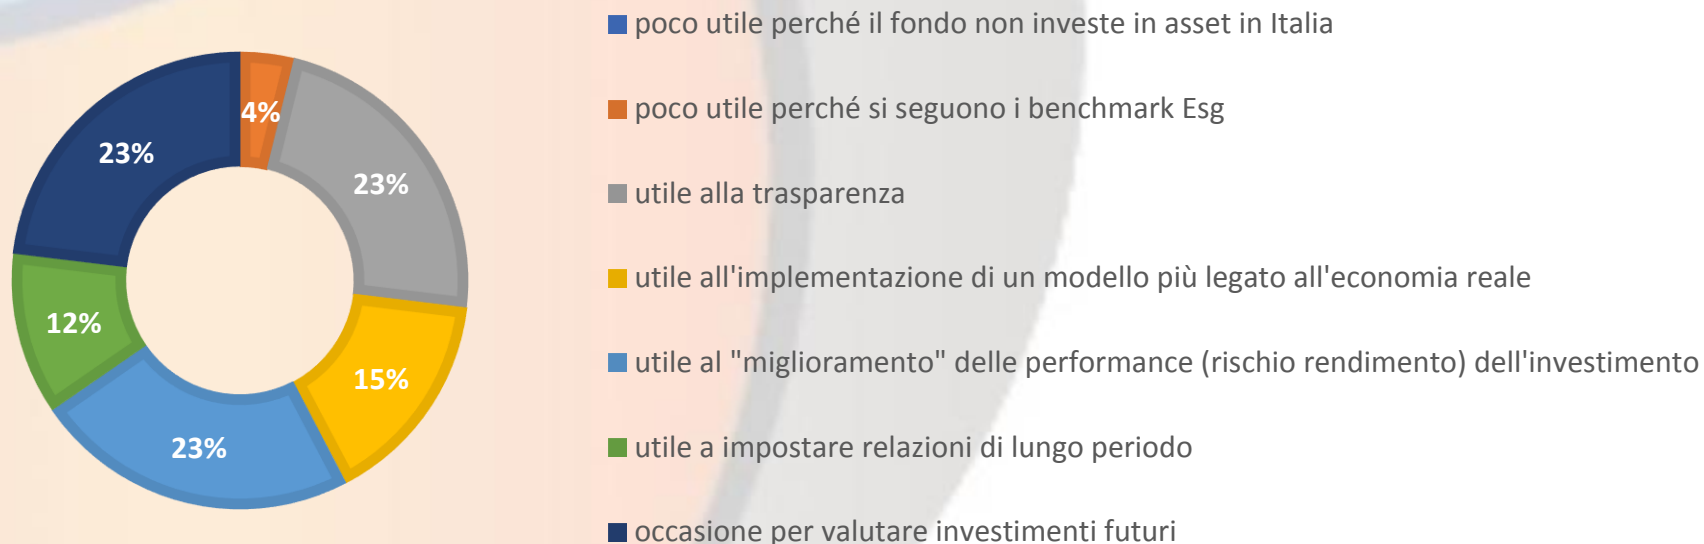 poco utile perché il fondo non investe in asset in Italia
poco utile perché si seguono i benchmark Esg
utile alla trasparenza
utile all'implementazione di un modello più legato all'economia reale
utile al "miglioramento" delle performance (rischio rendimento) dell'investimento
utile a impostare relazioni di lungo periodo
occasione per valutare investimenti futuri
4%
23%
15%
23%
12%
23%